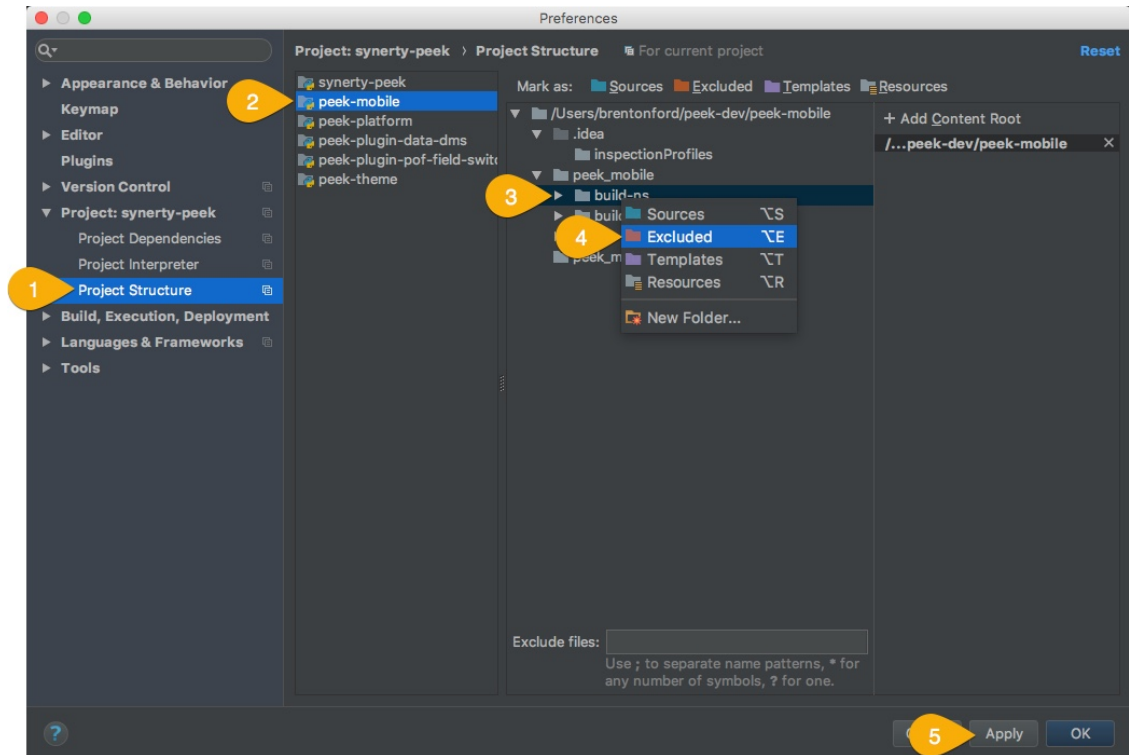 Preferences
Project: synerty-peek › Project Structure For current project Reset
Appearance & Behavior
Keymap
Editor
Plugins
Version Control
Project: synerty-peek
Project Dependencies
Project Interpreter
Project Structure
Build, Execution, Deployment
Languages & Frameworks
Tools
1
2
synerty-peek
peek-mobile
peek-platform
peek-plugin-data-dms
peek-plugin-pof-field-switc
peek-theme
Mark as: Sources Excluded Templates Resources
/Users/brentonford/peek-dev/peek-mobile
.idea
inspectionProfiles
peek_mobile
3
build-ns
buil
peek_m
Sources ⌥S
4
Excluded ⌥E
Templates ⌥T
Resources ⌥R
New Folder...
+ Add Content Root
/...peek-dev/peek-mobile ×
Exclude files:
Use ; to separate name patterns, * for
any number of symbols, ? for one.
?
5
Apply
OK